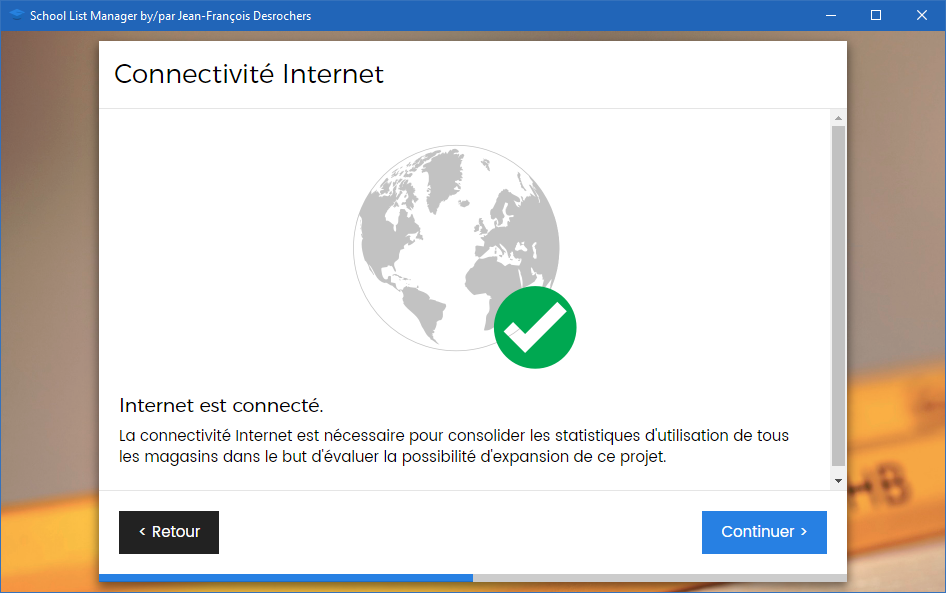 School List Manager by/par Jean-François Desrochers
Connectivité Internet
Internet est connecté.
La connectivité Internet est nécessaire pour consolider les statistiques d'utilisation de tous
les magasins dans le but d'évaluer la possibilité d'expansion de ce projet.
HB
< Retour
Continuer >